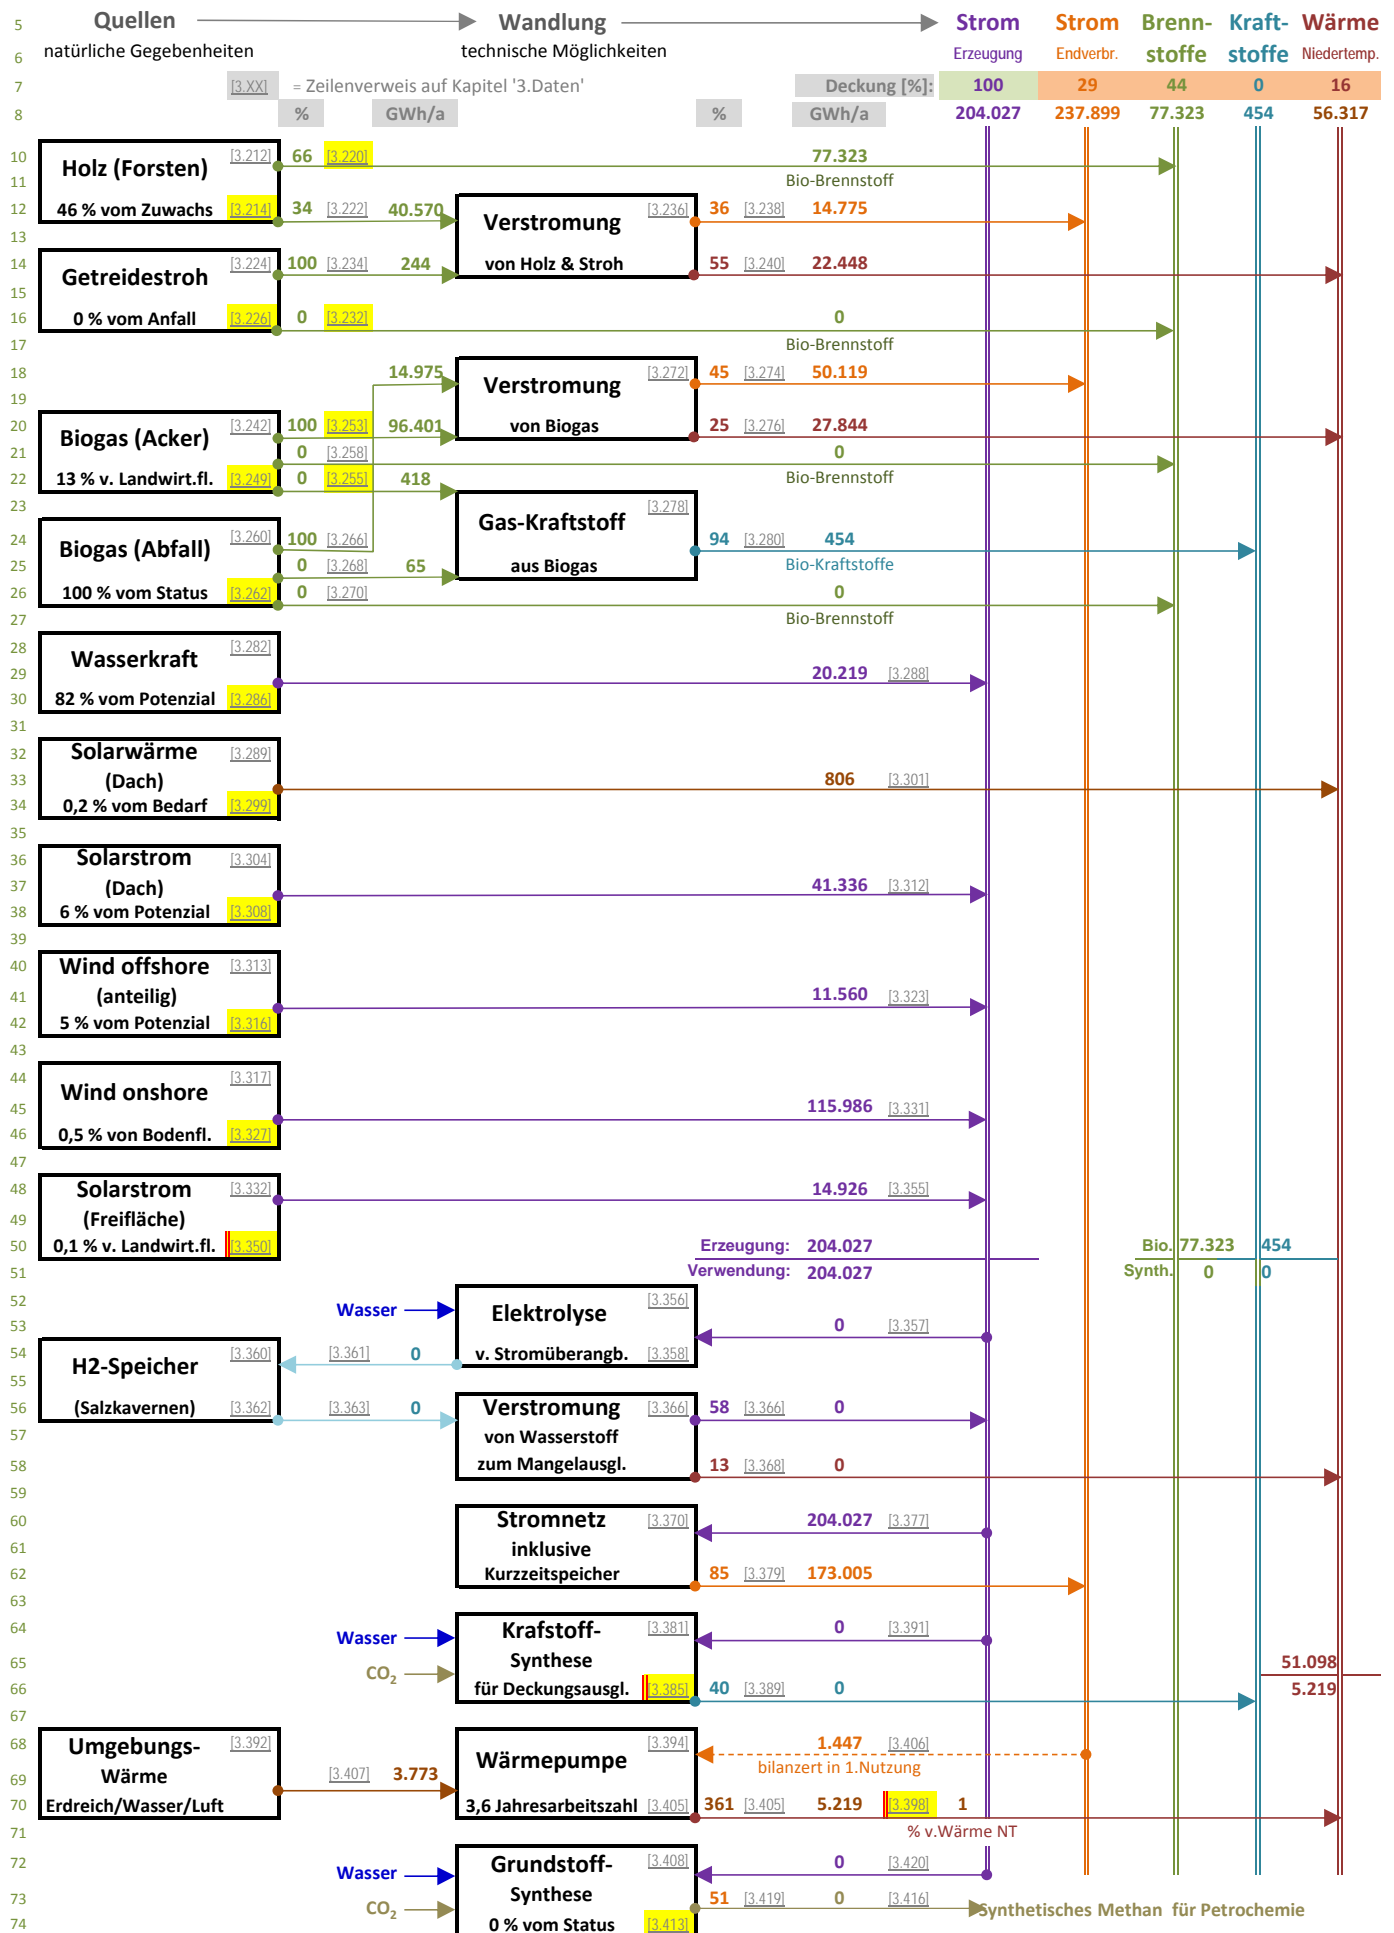 5 Quellen Wandlung Strom Strom Brenn- Kraft- Wärme
6 natürliche Gegebenheiten technische Möglichkeiten Erzeugung Endverbr. stoffe stoffe Niedertemp.
7 [3.XX] = Zeilenverweis auf Kapitel '3.Daten' Deckung [%]: 100 29 44 0 16
8 % GWh/a % GWh/a 204.027 237.899 77.323 454 56.317
10 Holz (Forsten) [3.212] 66 [3.220] 77.323
11 Bio-Brennstoff
12 46 % vom Zuwachs [3.214] 34 [3.222] 40.570 Verstromung [3.236] 36 [3.238] 14.775
13
14 Getreidestroh [3.224] 100 [3.234] 244 von Holz & Stroh 55 [3.240] 22.448
15
16 0 % vom Anfall [3.226] 0 [3.232] 0
17 Bio-Brennstoff
18 14.975 Verstromung [3.272] 45 [3.274] 50.119
19
20 Biogas (Acker) [3.242] 100 [3.253] 96.401 von Biogas 25 [3.276] 27.844
21 0 [3.258] 0
22 13 % v. Landwirt.fl. [3.249] 0 [3.255] 418 Bio-Brennstoff
23 Gas-Kraftstoff [3.278]
24 Biogas (Abfall) [3.260] 100 [3.266] 94 [3.280] 454
25 0 [3.268] 65 aus Biogas Bio-Kraftstoffe
26 100 % vom Status [3.262] 0 [3.270] 0
27 Bio-Brennstoff
28 Wasserkraft [3.282]
29 20.219 [3.288]
30 82 % vom Potenzial [3.286]
31
32 Solarwärme [3.289]
33 (Dach) 806 [3.301]
34 0,2 % vom Bedarf [3.299]
35
36 Solarstrom [3.304]
37 (Dach) 41.336 [3.312]
38 6 % vom Potenzial [3.308]
39
40 Wind offshore [3.313]
41 (anteilig) 11.560 [3.323]
42 5 % vom Potenzial [3.316]
43
44 Wind onshore [3.317]
45 115.986 [3.331]
46 0,5 % von Bodenfl. [3.327]
47
48 Solarstrom [3.332] 14.926 [3.355]
49 (Freifläche)
50 0,1 % v. Landwirt.fl. [3.350] Erzeugung: 204.027 Bio. 77.323 454
51 Verwendung: 204.027 Synth. 0 0
52 Wasser Elektrolyse [3.356]
53 0 [3.357]
54 H2-Speicher [3.360] [3.361] 0 v. Stromüberangb. [3.358]
55
56 (Salzkavernen) [3.362] [3.363] 0 Verstromung [3.366] 58 [3.366] 0
57 von Wasserstoff
58 zum Mangelausgl. 13 [3.368] 0
59
60 Stromnetz [3.370] 204.027 [3.377]
61 inklusive
62 Kurzzeitspeicher 85 [3.379] 173.005
63
64 Wasser Krafstoff- [3.381] 0 [3.391]
65 CO2 Synthese 51.098
66 für Deckungsausgl. [3.385] 40 [3.389] 0 5.219
67
68 Umgebungs- [3.392] Wärmepumpe [3.394] 1.447 [3.406]
69 Wärme [3.407] 3.773 bilanzert in 1.Nutzung
70 Erdreich/Wasser/Luft 3,6 Jahresarbeitszahl [3.405] 361 [3.405] 5.219 [3.398] 1
71 % v.Wärme NT
72 Wasser Grundstoff- [3.408] 0 [3.420]
73 CO2 Synthese 51 [3.419] 0 [3.416] Synthetisches Methan für Petrochemie
74 0 % vom Status [3.413]